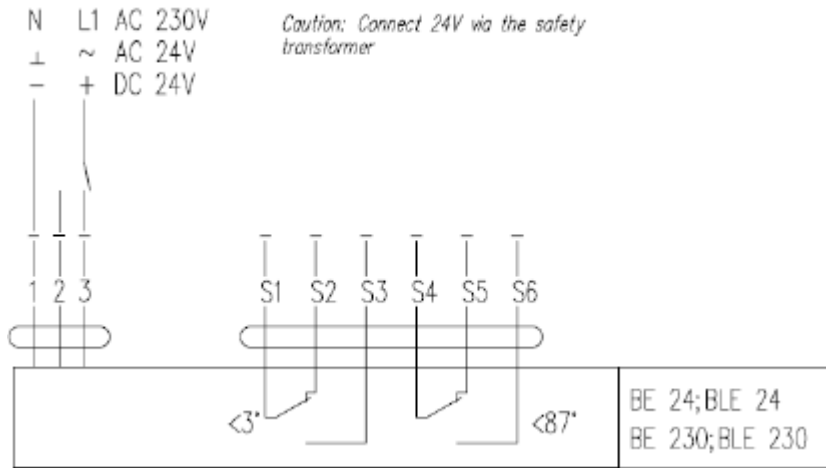 N L1 AC 230V
⊥ ~ AC 24V
− + DC 24V
Caution: Connect 24V via the safety
transformer
1 2 3 S1 S2 S3 S4 S5 S6
<3° <87°
BE 24;BLE 24
BE 230;BLE 230